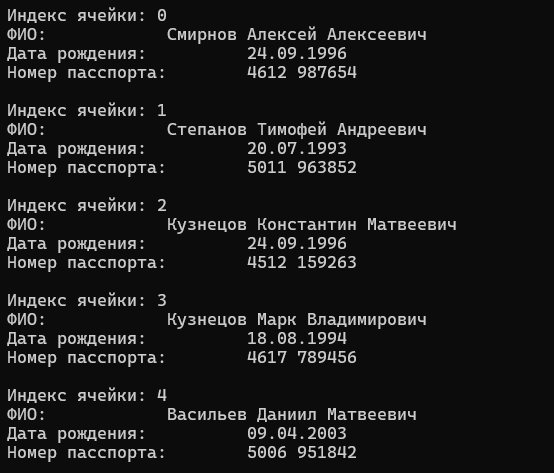 Индекс ячейки: 0
ФИО: Смирнов Алексей Алексеевич
Дата рождения: 24.09.1996
Номер паспорта: 4612 987654
Индекс ячейки: 1
ФИО: Степанов Тимофей Андреевич
Дата рождения: 20.07.1993
Номер паспорта: 5011 963852
Индекс ячейки: 2
ФИО: Кузнецов Константин Матвеевич
Дата рождения: 24.09.1996
Номер паспорта: 4512 159263
Индекс ячейки: 3
ФИО: Кузнецов Марк Владимирович
Дата рождения: 18.08.1994
Номер паспорта: 4617 789456
Индекс ячейки: 4
ФИО: Васильев Даниил Матвеевич
Дата рождения: 09.04.2003
Номер паспорта: 5006 951842